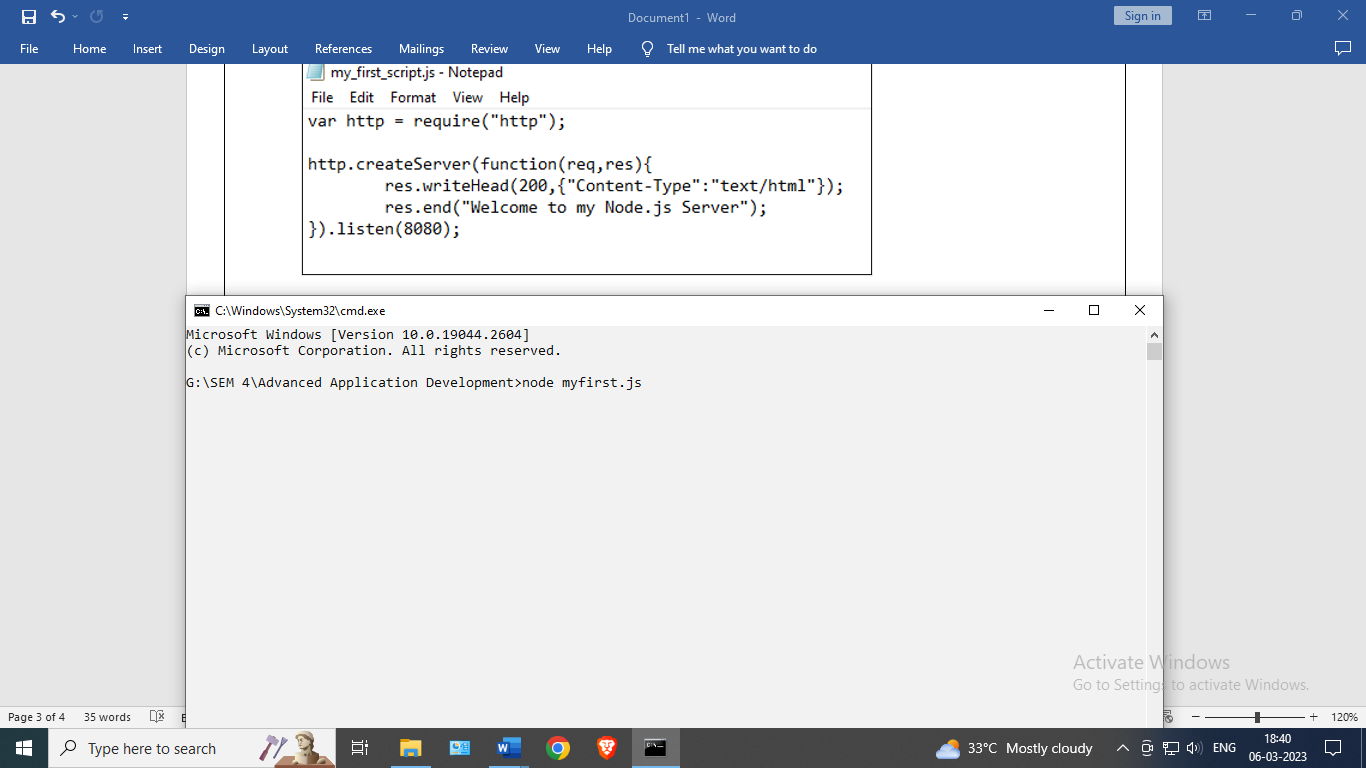 Document1 - Word
Sign in
File Home Insert Design Layout References Mailings Review View Help Tell me what you want to do
my_first_script.js - Notepad
File Edit Format View Help
var http = require("http");
http.createServer(function(req,res){
res.writeHead(200,{"Content-Type":"text/html"});
res.end("Welcome to my Node.js Server");
}).listen(8080);
C:\Windows\System32\cmd.exe
Microsoft Windows [Version 10.0.19044.2604]
(c) Microsoft Corporation. All rights reserved.
G:\SEM 4\Advanced Application Development>node myfirst.js
Activate Windows
Go to Settings to activate Windows.
Page 3 of 4 35 words
120%
Type here to search
33°C Mostly cloudy
ENG
18:40
06-03-2023